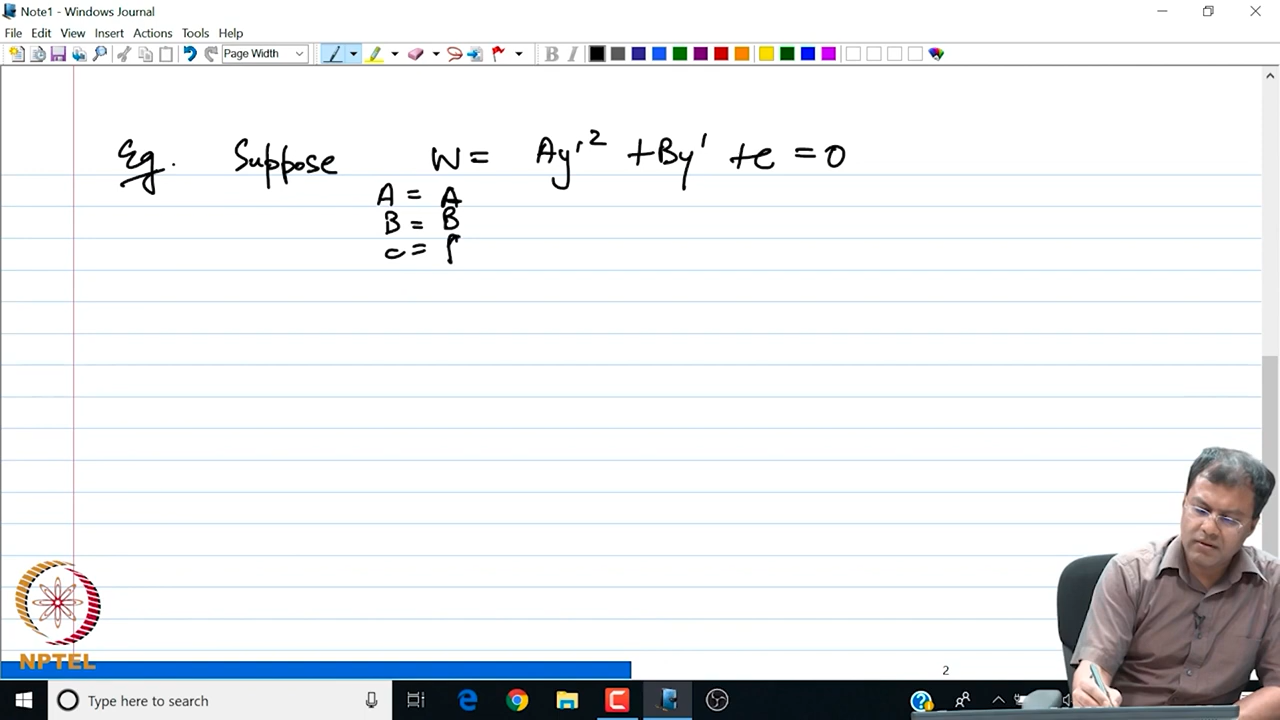 Note1 - Windows Journal
File Edit View Insert Actions Tools Help
Page Width B I
Eg. Suppose W = Ay'² + By' + c = 0
A = A
B = B
c =
NPTEL
2
Type here to search